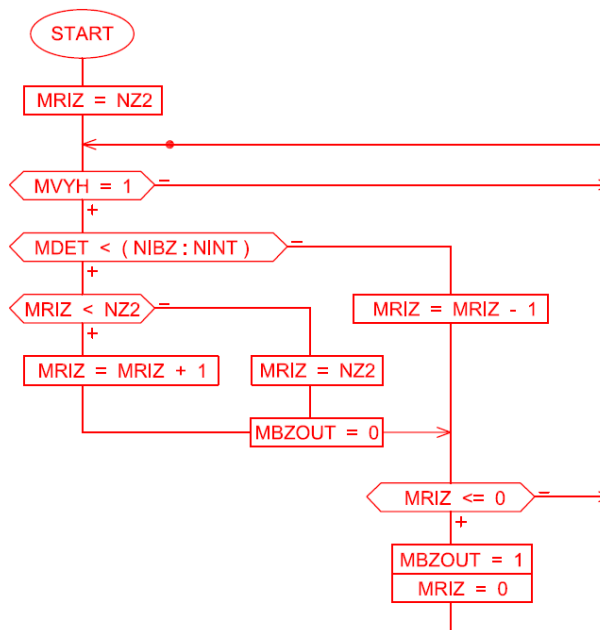 START
MRIZ = NZ2
MVYH = 1
-
+
MDET < ( NIBZ : NINT )
-
+
MRIZ < NZ2
-
+
MRIZ = MRIZ - 1
MRIZ = MRIZ + 1
MRIZ = NZ2
MBZOUT = 0
MRIZ <= 0
-
+
MBZOUT = 1
MRIZ = 0